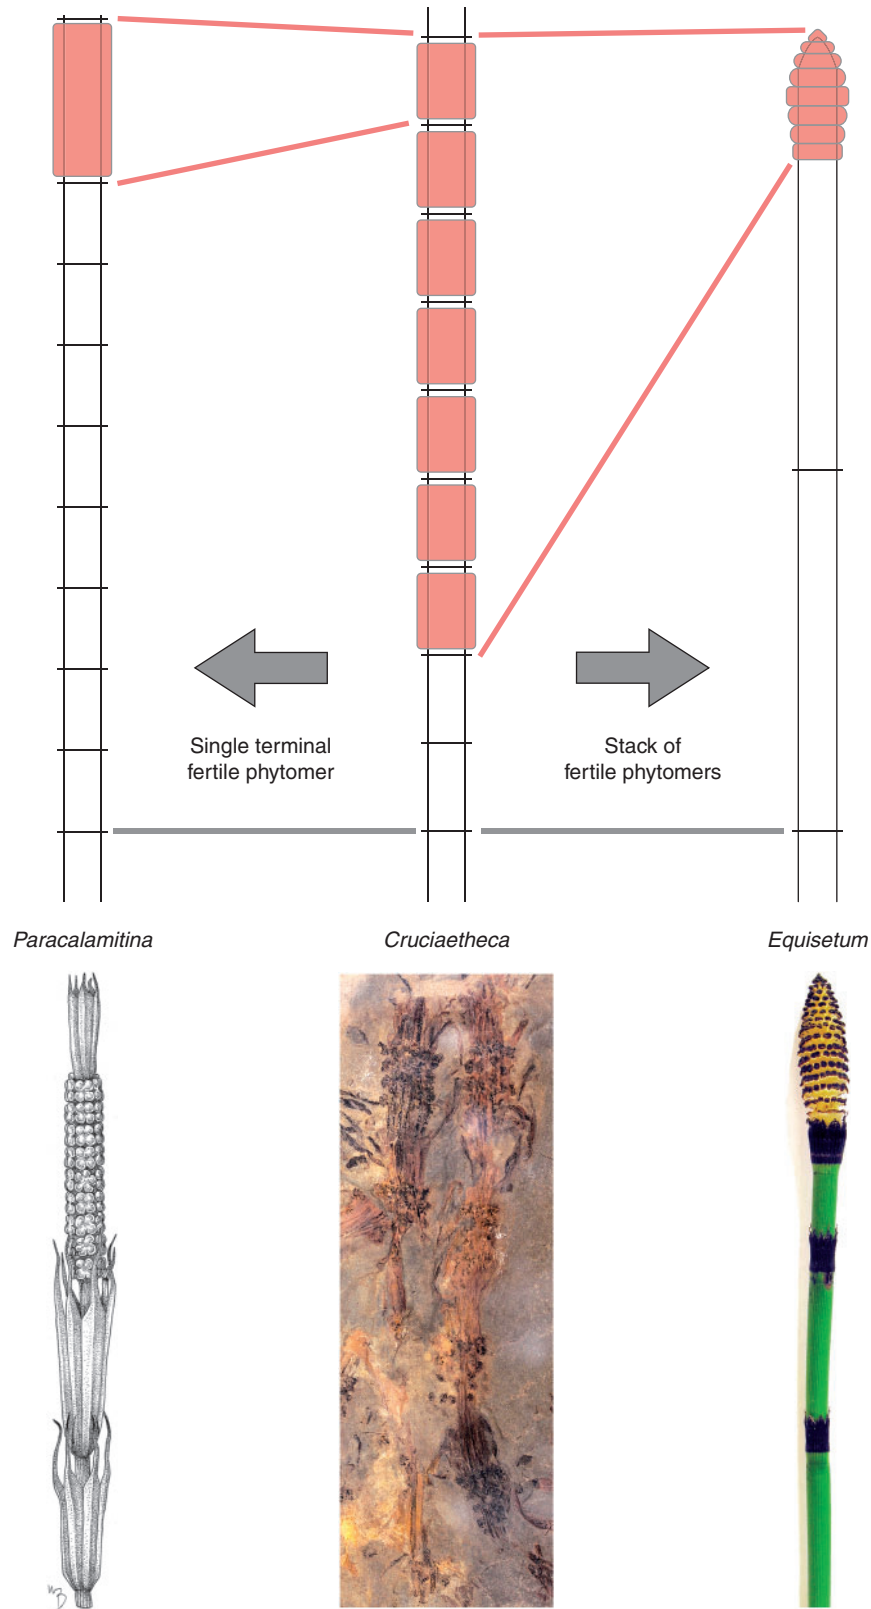 Single terminal
fertile phytomer
Stack of
fertile phytomers
Paracalamitina
Cruciaetheca
Equisetum